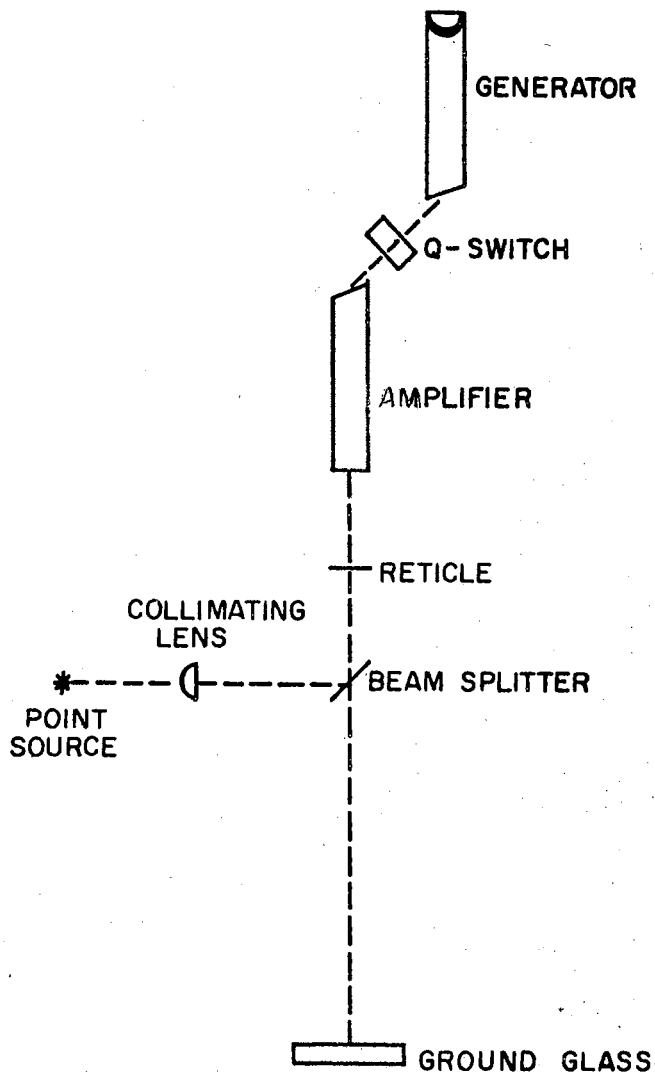 GENERATOR
Q-SWITCH
AMPLIFIER
RETICLE
COLLIMATING
LENS
BEAM SPLITTER
POINT
SOURCE
GROUND GLASS